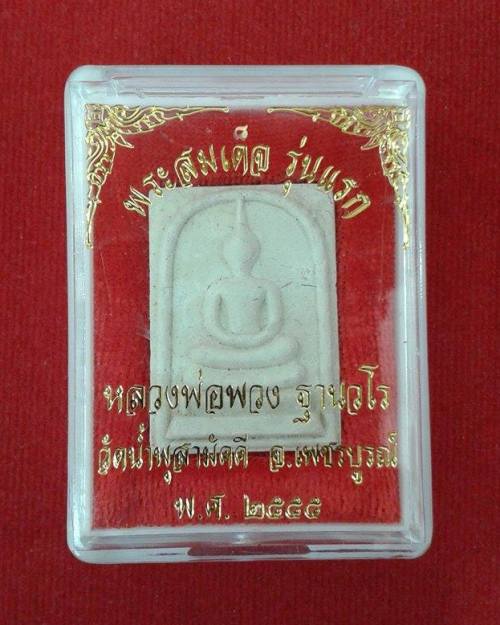 พระสมเด็จ รุ่นแรก
หลวงพ่อพวง ฐานวโร
วัดน้ำพุสามัคคี จ.เพชรบูรณ์
พ.ศ. ๒๕๕๕